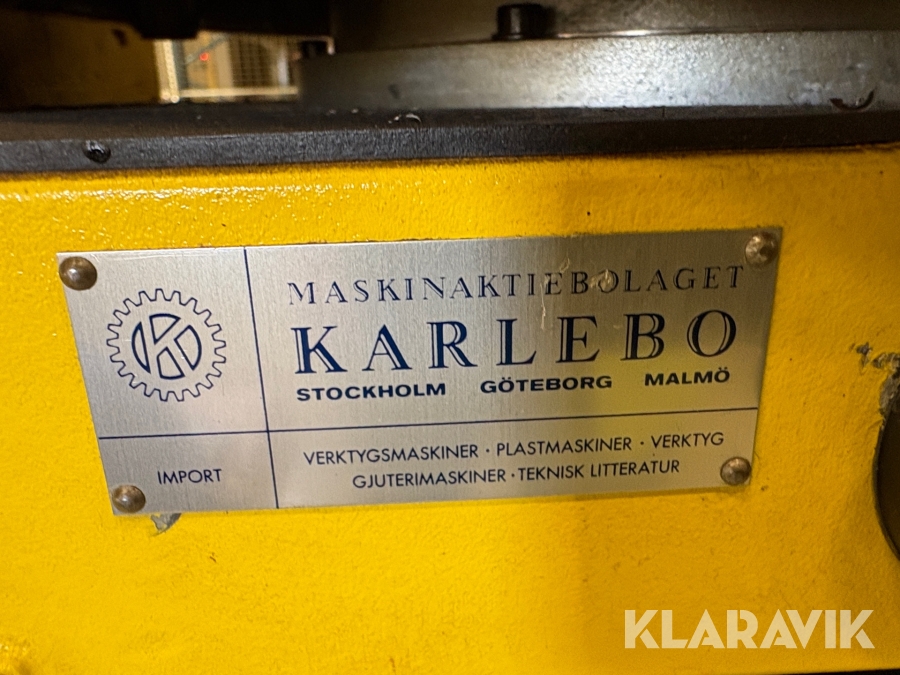 MASKINAKTIEBOLAGET
K
KARLEBO
STOCKHOLM GÖTEBORG MALMÖ
IMPORT
VERKTYGSMASKINER · PLASTMASKINER · VERKTYG
GJUTERIMASKINER · TEKNISK LITTERATUR
KLARAVIK